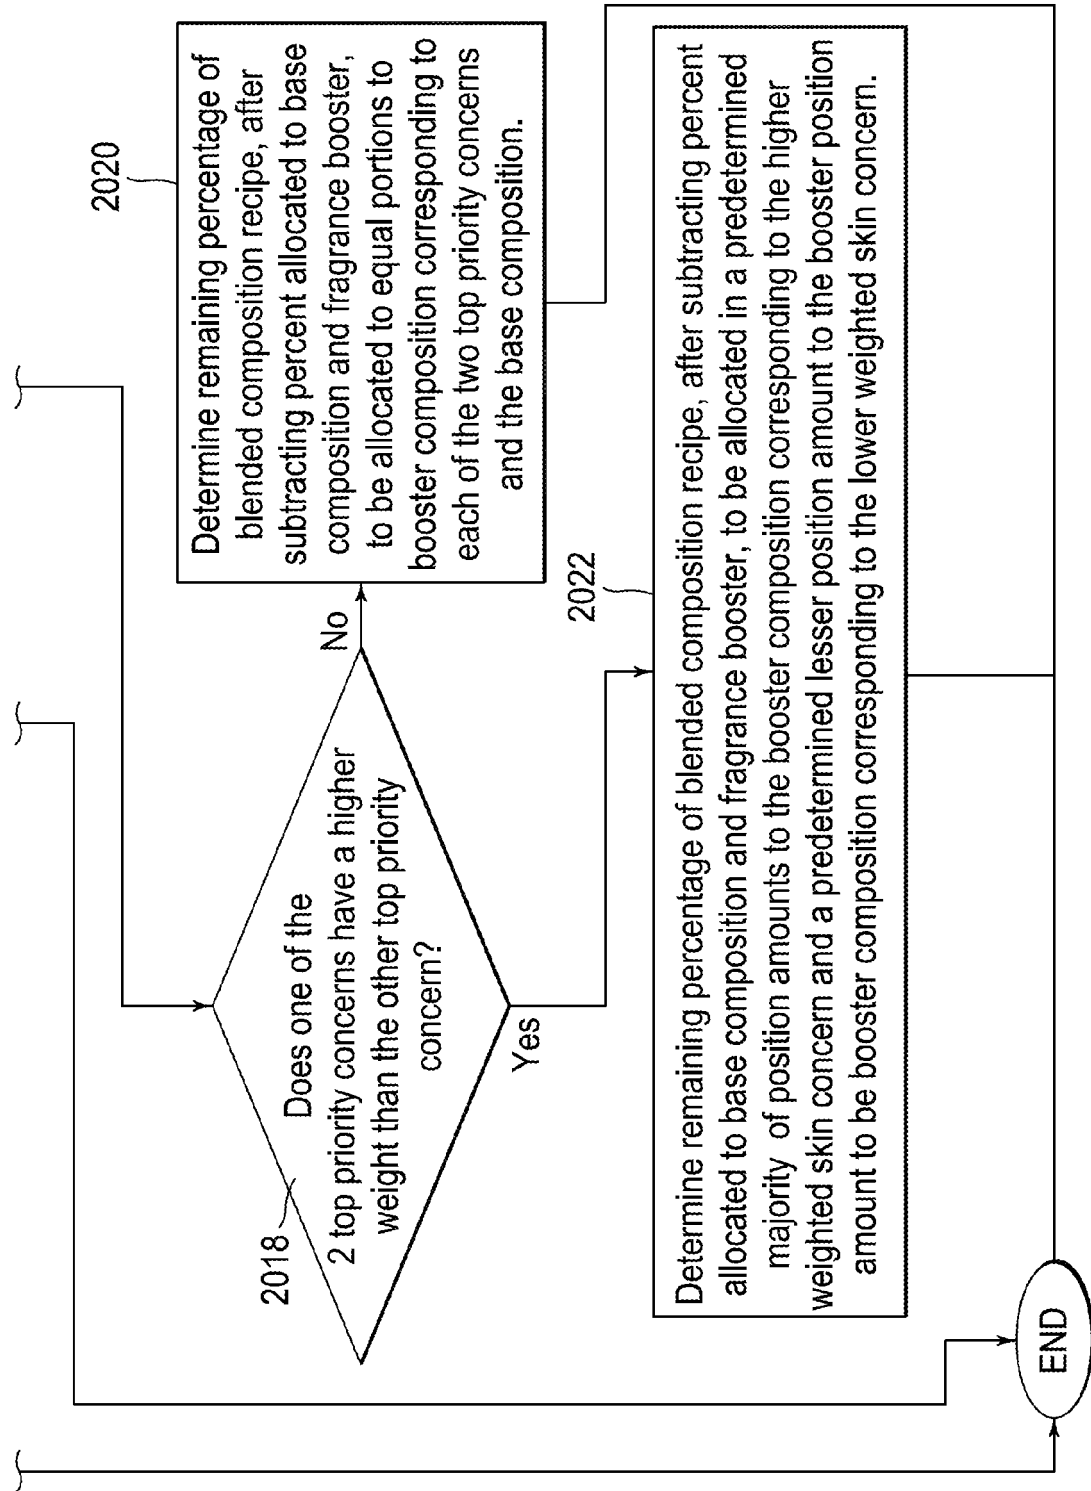 2018
Does one of the
2 top priority concerns have a higher
weight than the other top priority
concern?
No
Yes
2020
Determine remaining percentage of
blended composition recipe, after
subtracting percent allocated to base
composition and fragrance booster,
to be allocated to equal portions to
booster composition corresponding to
each of the two top priority concerns
and the base composition.
2022
Determine remaining percentage of blended composition recipe, after subtracting percent
allocated to base composition and fragrance booster, to be allocated in a predetermined
majority of position amounts to the booster composition corresponding to the higher
weighted skin concern and a predetermined lesser position amount to the booster position
amount to be booster composition corresponding to the lower weighted skin concern.
END